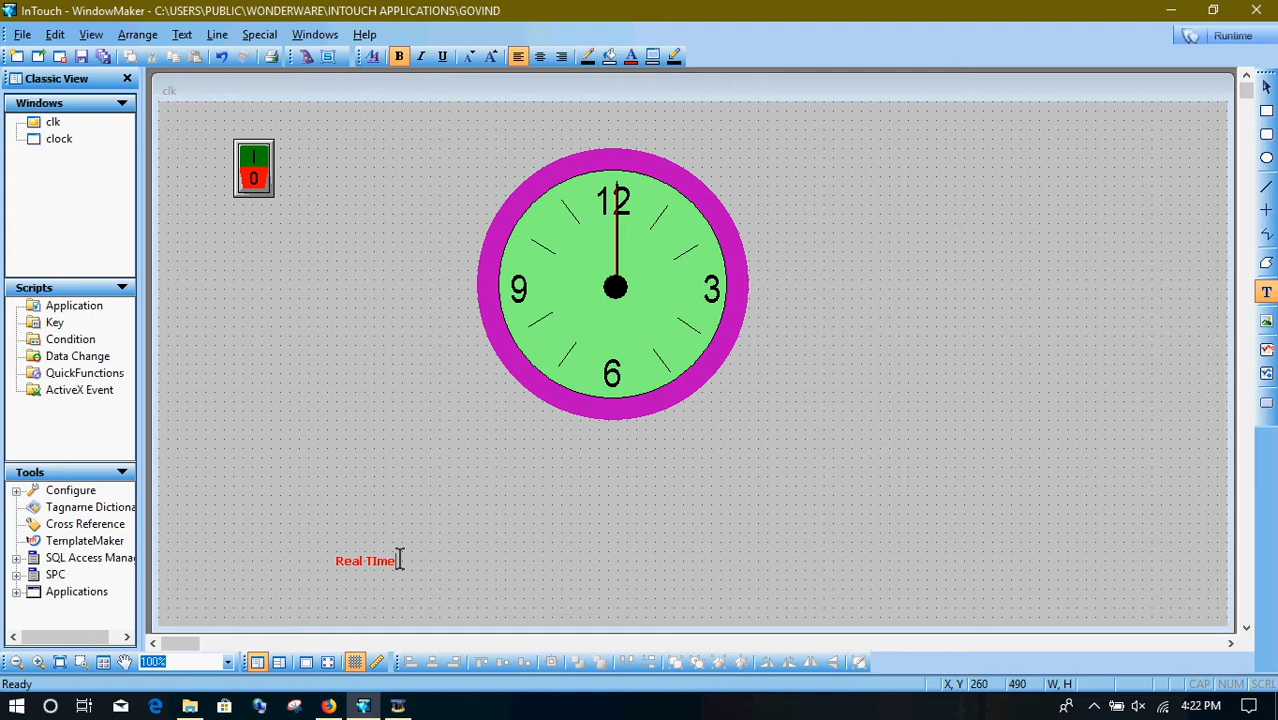 InTouch - WindowMaker - C:\USERS\PUBLIC\WONDERWARE\INTOUCH APPLICATIONS\GOVIND
File Edit View Arrange Text Line Special Windows Help
Runtime
B I U A
Classic View
Windows
clk
clock
Scripts
Application
Key
Condition
Data Change
QuickFunctions
ActiveX Event
Tools
Configure
Tagname Dictiona
Cross Reference
TemplateMaker
SQL Access Mana
SPC
Applications
clk
I
0
12
9 3
6
Real TIme
T
100%
Ready
X, Y 260 490 W, H CAP NUM SCRL
4:22 PM